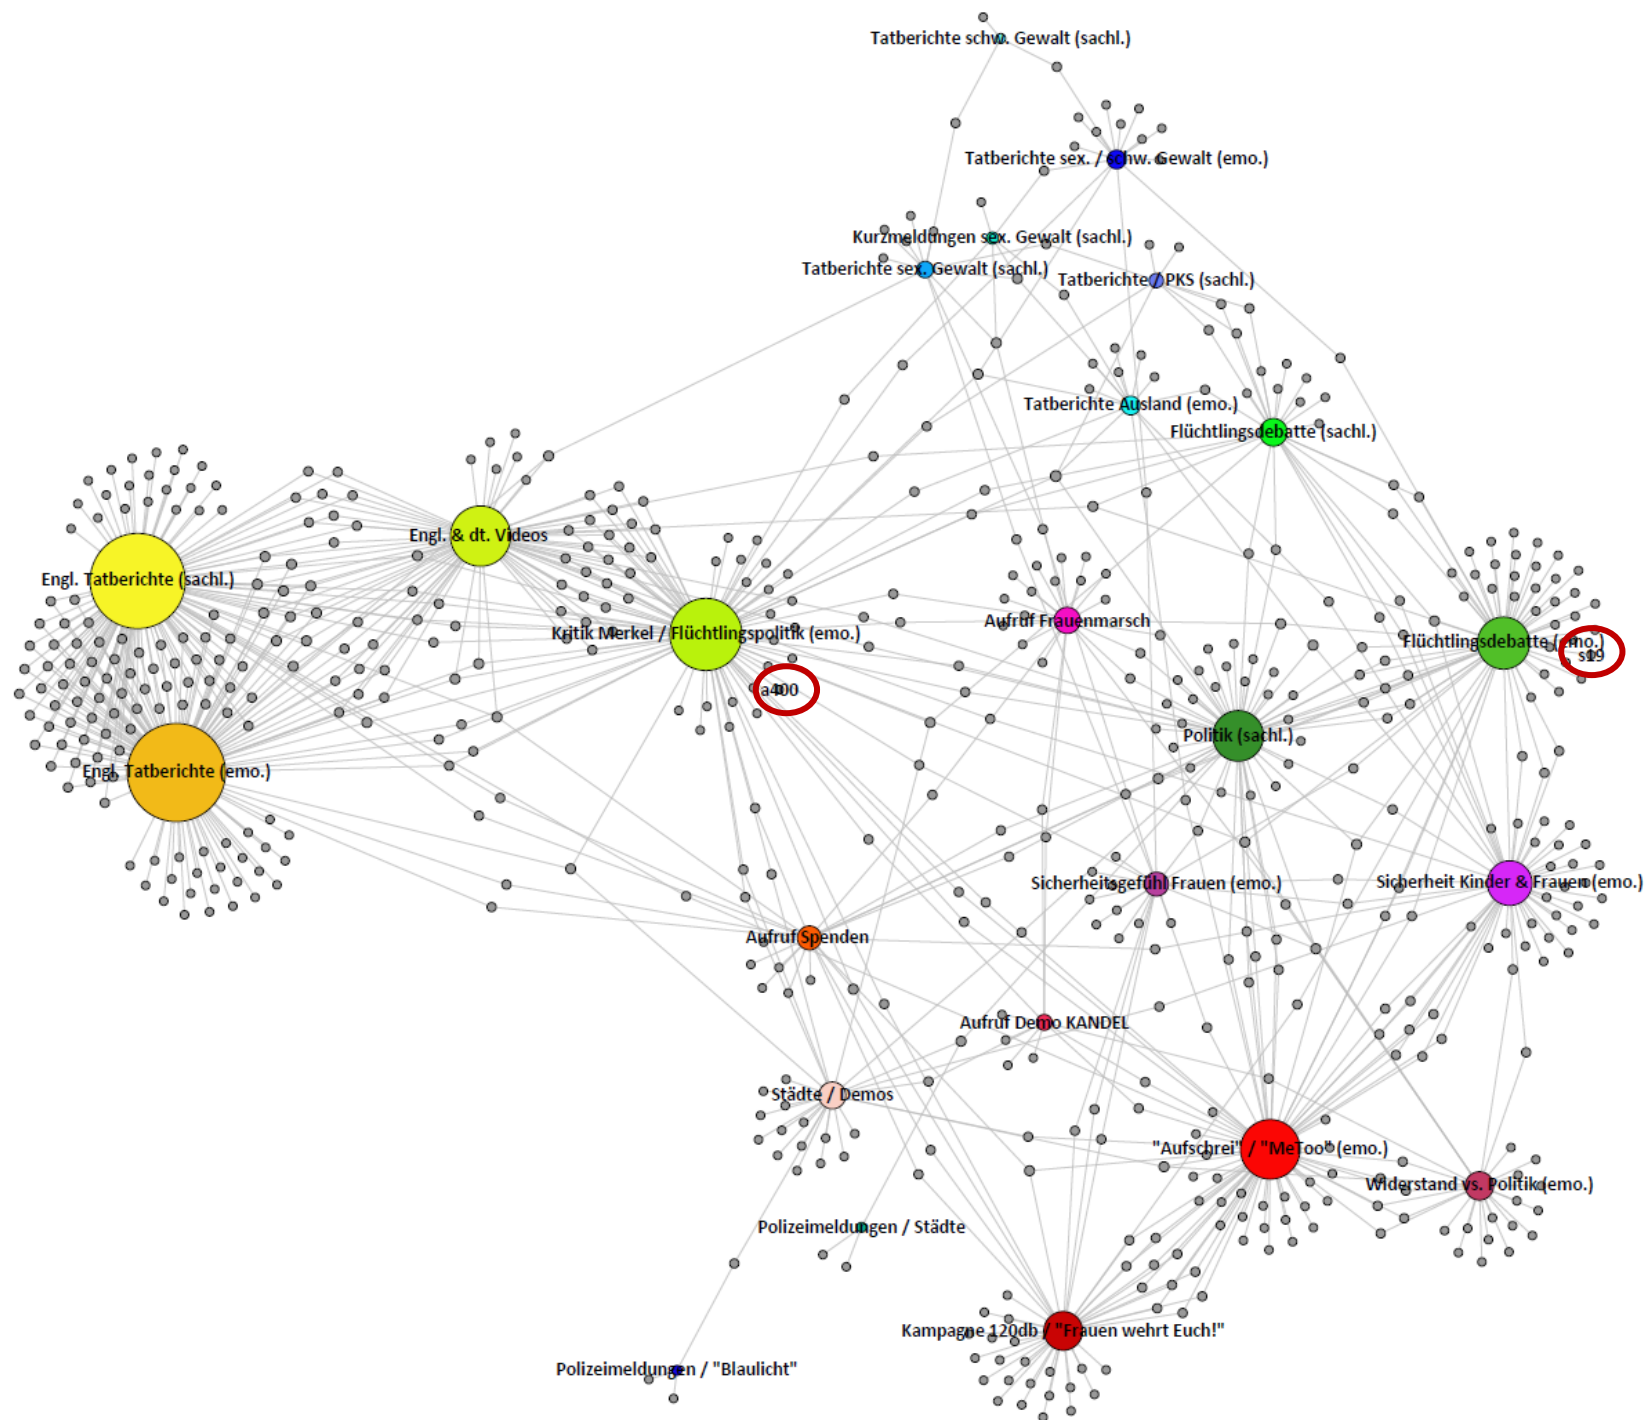 Tatberichte schw. Gewalt (sachl.)
Tatberichte sex. / schw. Gewalt (emo.)
Kurzmeldungen sex. Gewalt (sachl.)
Tatberichte sex. Gewalt (sachl.)
Tatberichte / PKS (sachl.)
Tatberichte Ausland (emo.)
Flüchtlingsdebatte (sachl.)
Engl. & dt. Videos
Engl. Tatberichte (sachl.)
Aufruf Frauenmarsch
Kritik Merkel / Flüchtlingspolitik (emo.)
Flüchtlingsdebatte (emo.)
s19
a400
Politik (sachl.)
Engl. Tatberichte (emo.)
Sicherheitsgefühl Frauen (emo.)
Sicherheit Kinder & Frauen (emo.)
Aufruf Spenden
Aufruf Demo KANDEL
Städte / Demos
"Aufschrei" / "MeToo" (emo.)
Widerstand vs. Politik (emo.)
Polizeimeldungen / Städte
Kampagne 120db / "Frauen wehrt Euch!"
Polizeimeldungen / "Blaulicht"